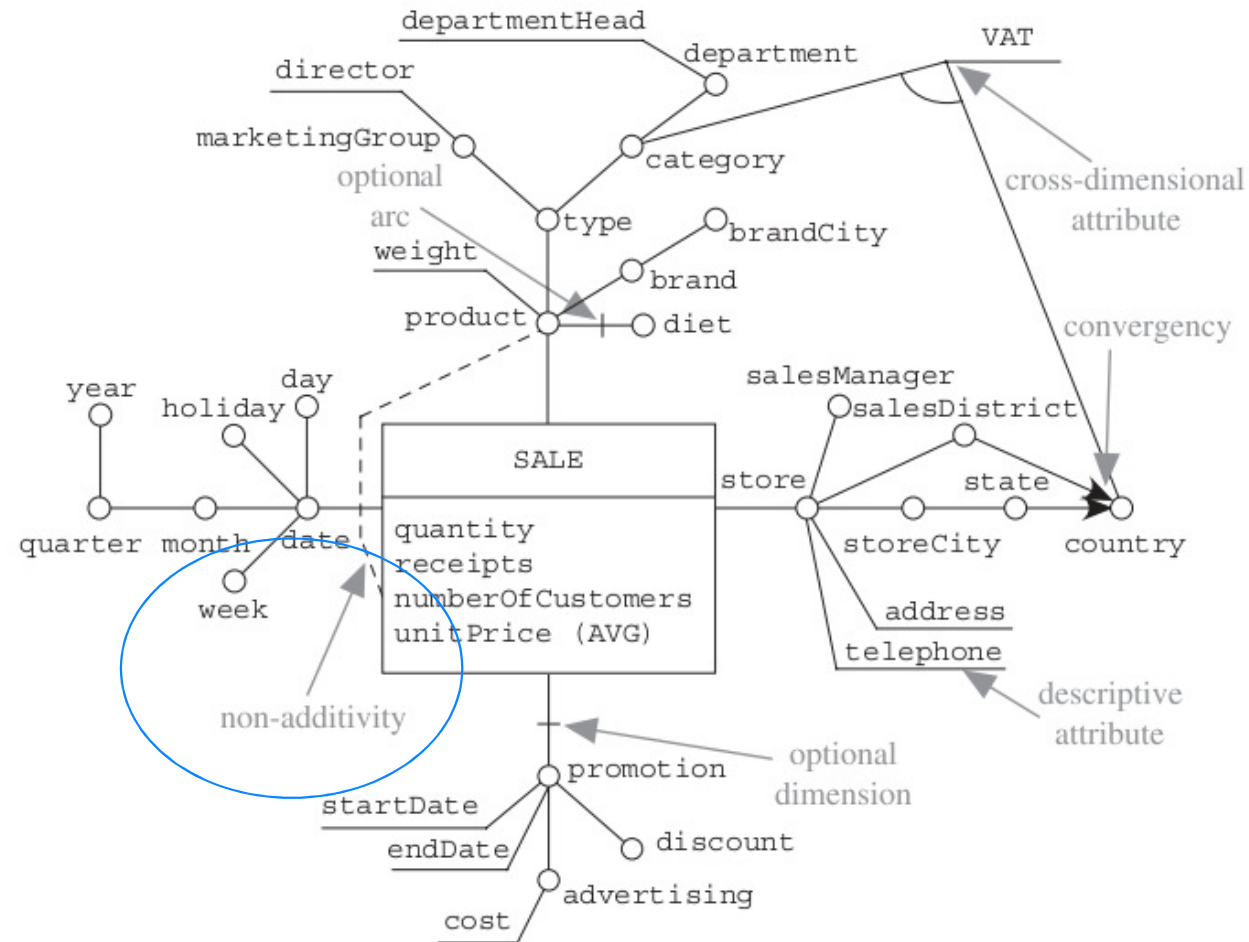 departmentHead
department
VAT
director
marketingGroup
category
optional
arc
cross-dimensional
attribute
type
brandCity
weight
brand
product
diet
convergency
year
day
holiday
salesManager
salesDistrict
SALE
store
state
quarter
month
date
storeCity
country
quantity
receipts
numberOfCustomers
unitPrice (AVG)
week
address
telephone
non-additivity
descriptive
attribute
optional
dimension
promotion
startDate
endDate
discount
advertising
cost